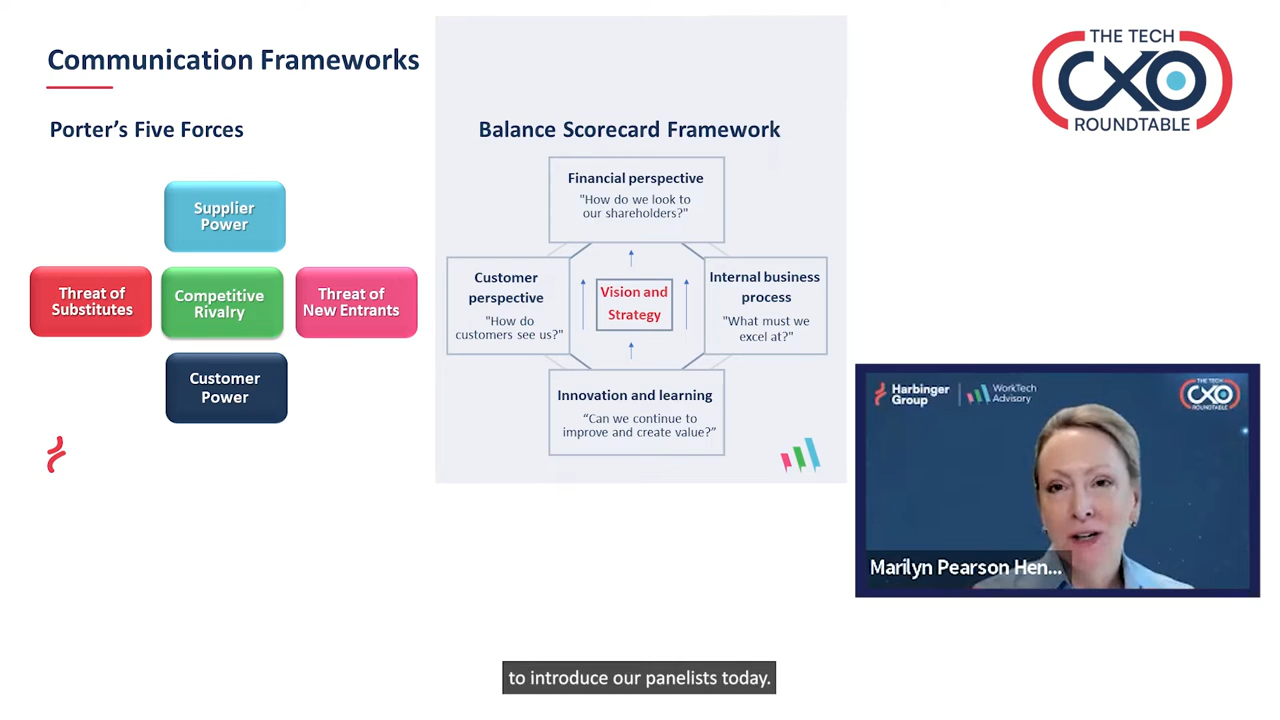 Communication Frameworks
Porter's Five Forces
Supplier
Power
Threat of
Substitutes
Competitive
Rivalry
Threat of
New Entrants
Customer
Power
Balance Scorecard Framework
Financial perspective
"How do we look to
our shareholders?"
Customer
perspective
"How do
customers see us?"
Vision and
Strategy
Internal business
process
"What must we
excel at?"
Innovation and learning
“Can we continue to
improve and create value?”
THE TECH
CXO
ROUNDTABLE
Harbinger
Group
WorkTech
Advisory
THE TECH
CXO
ROUNDTABLE
Marilyn Pearson Hen...
to introduce our panelists today.